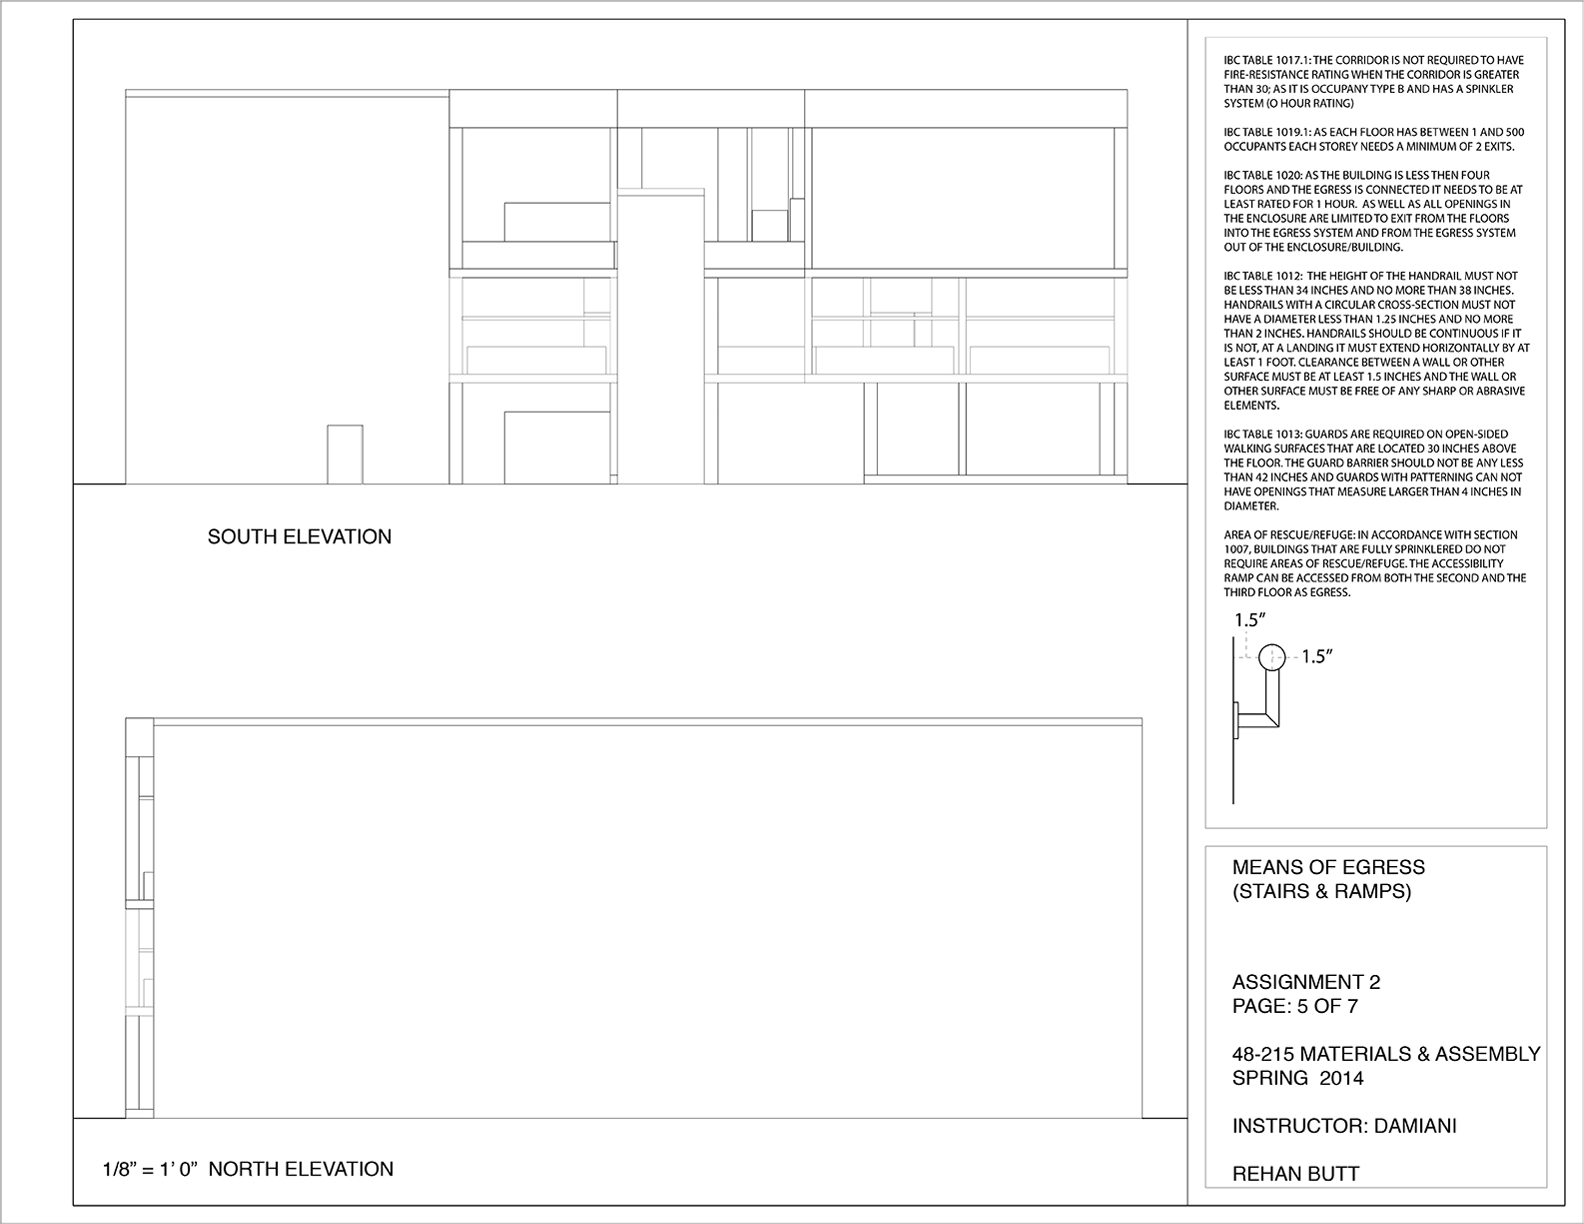 IBC TABLE 1017.1: THE CORRIDOR IS NOT REQUIRED TO HAVE
FIRE-RESISTANCE RATING WHEN THE CORRIDOR IS GREATER
THAN 30; AS IT IS OCCUPANY TYPE B AND HAS A SPINKLER
SYSTEM (O HOUR RATING)
IBC TABLE 1019.1: AS EACH FLOOR HAS BETWEEN 1 AND 500
OCCUPANTS EACH STOREY NEEDS A MINIMUM OF 2 EXITS.
IBC TABLE 1020: AS THE BUILDING IS LESS THEN FOUR
FLOORS AND THE EGRESS IS CONNECTED IT NEEDS TO BE AT
LEAST RATED FOR 1 HOUR. AS WELL AS ALL OPENINGS IN
THE ENCLOSURE ARE LIMITED TO EXIT FROM THE FLOORS
INTO THE EGRESS SYSTEM AND FROM THE EGRESS SYSTEM
OUT OF THE ENCLOSURE/BUILDING.
IBC TABLE 1012: THE HEIGHT OF THE HANDRAIL MUST NOT
BE LESS THAN 34 INCHES AND NO MORE THAN 38 INCHES.
HANDRAILS WITH A CIRCULAR CROSS-SECTION MUST NOT
HAVE A DIAMETER LESS THAN 1.25 INCHES AND NO MORE
THAN 2 INCHES. HANDRAILS SHOULD BE CONTINUOUS IF IT
IS NOT, AT A LANDING IT MUST EXTEND HORIZONTALLY BY AT
LEAST 1 FOOT. CLEARANCE BETWEEN A WALL OR OTHER
SURFACE MUST BE AT LEAST 1.5 INCHES AND THE WALL OR
OTHER SURFACE MUST BE FREE OF ANY SHARP OR ABRASIVE
ELEMENTS.
IBC TABLE 1013: GUARDS ARE REQUIRED ON OPEN-SIDED
WALKING SURFACES THAT ARE LOCATED 30 INCHES ABOVE
THE FLOOR. THE GUARD BARRIER SHOULD NOT BE ANY LESS
THAN 42 INCHES AND GUARDS WITH PATTERNING CAN NOT
HAVE OPENINGS THAT MEASURE LARGER THAN 4 INCHES IN
DIAMETER.
AREA OF RESCUE/REFUGE: IN ACCORDANCE WITH SECTION
1007, BUILDINGS THAT ARE FULLY SPRINKLERED DO NOT
REQUIRE AREAS OF RESCUE/REFUGE. THE ACCESSIBILITY
RAMP CAN BE ACCESSED FROM BOTH THE SECOND AND THE
THIRD FLOOR AS EGRESS.
1.5”
1.5”
SOUTH ELEVATION
1/8” = 1’ 0” NORTH ELEVATION
MEANS OF EGRESS
(STAIRS & RAMPS)
ASSIGNMENT 2
PAGE: 5 OF 7
48-215 MATERIALS & ASSEMBLY
SPRING 2014
INSTRUCTOR: DAMIANI
REHAN BUTT